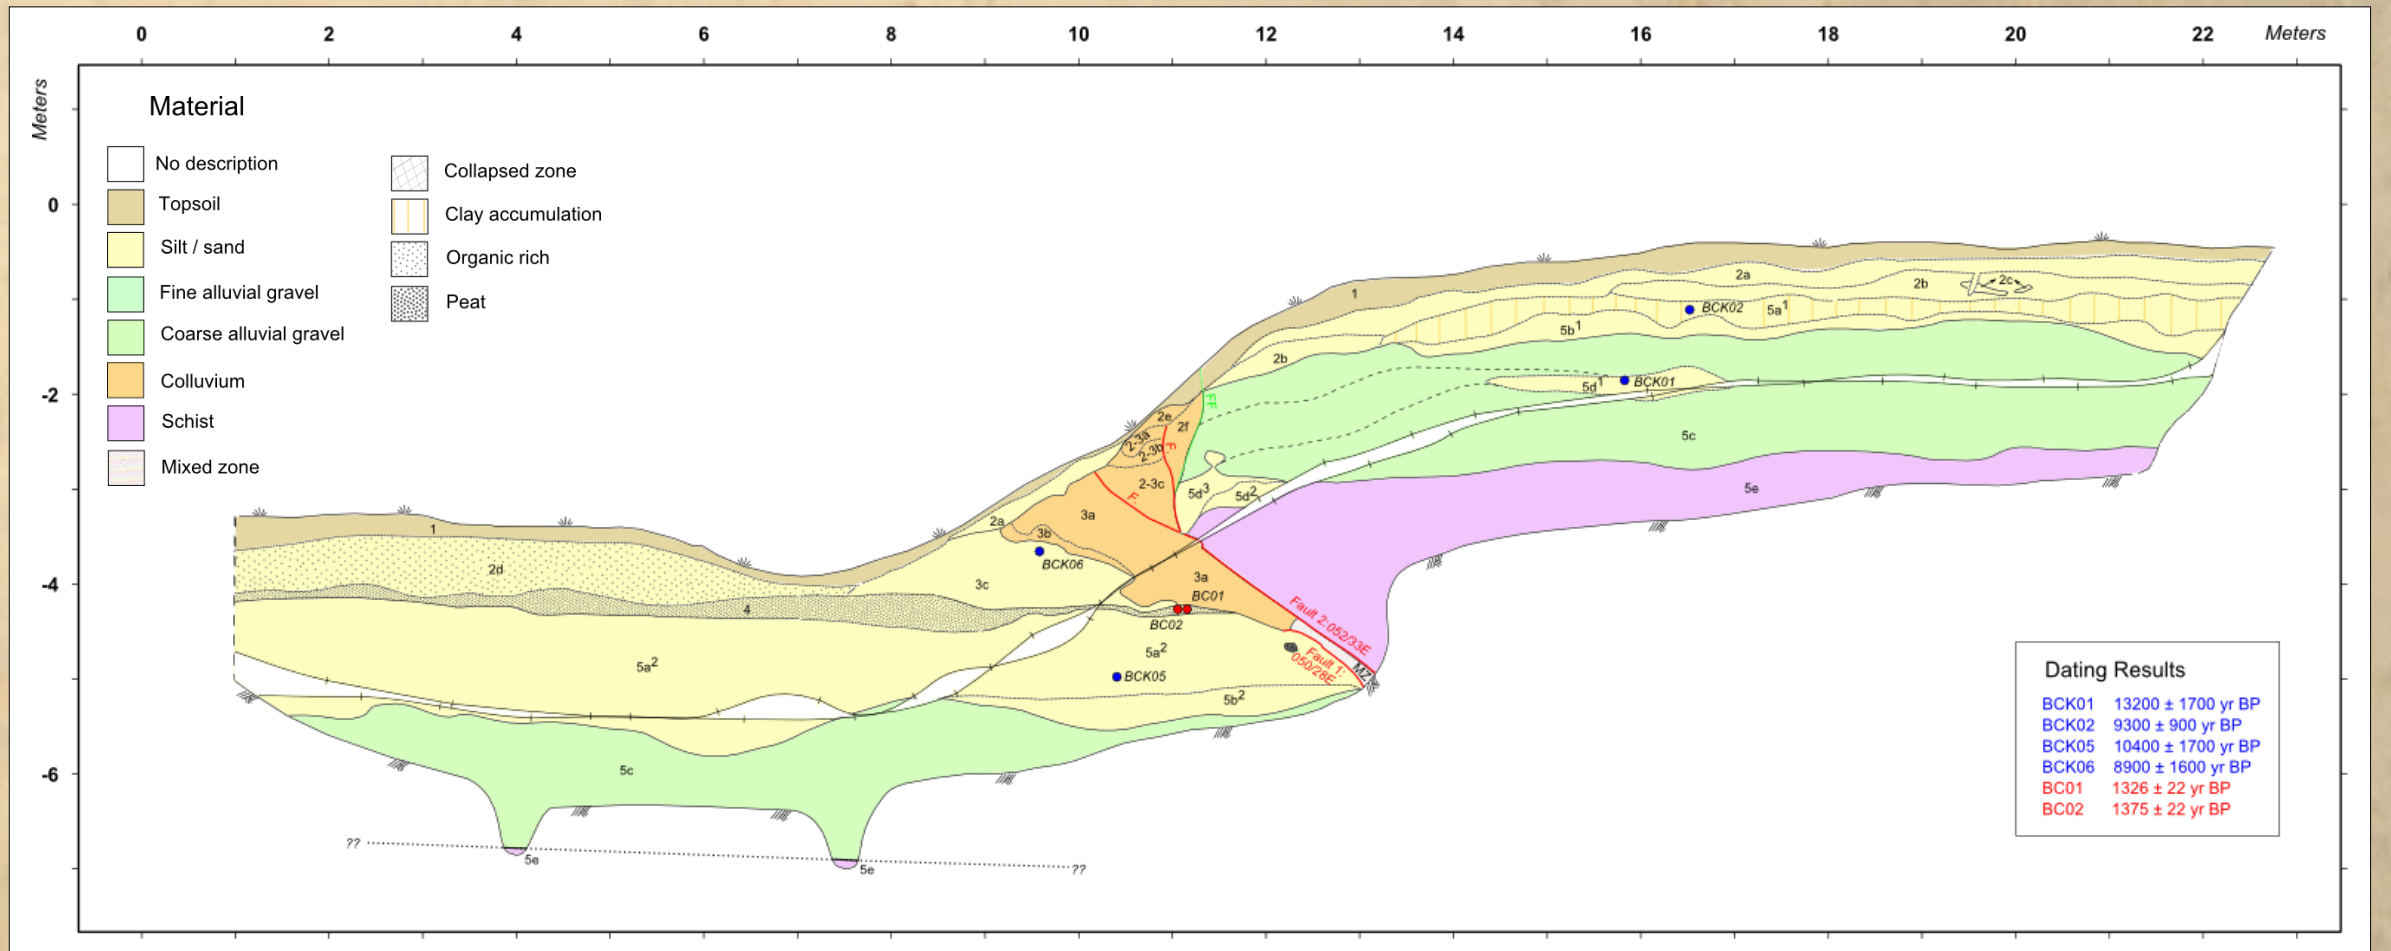 0 2 4 6 8 10 12 14 16 18 20 22 Meters
Meters
0
-2
-4
-6
Material
No description
Topsoil
Silt / sand
Fine alluvial gravel
Coarse alluvial gravel
Colluvium
Schist
Mixed zone
Collapsed zone
Clay accumulation
Organic rich
Peat
1
2a
2b
2c
BCK02
5a1
5b1
2b
5d1
BCK01
FF
2e
2f
2-3a
2-3b
F.
2-3c
5c
5d3
5d2
5e
F.
3a
2a
3b
BCK06
1
2d
3c
3a
4
BC01
BC02
Fault 2:052/33E
Fault 1:
050/28E
MZ
5a2
5a2
BCK05
5b2
5c
??
5e
5e
??
Dating Results
BCK01 13200 ± 1700 yr BP
BCK02 9300 ± 900 yr BP
BCK05 10400 ± 1700 yr BP
BCK06 8900 ± 1600 yr BP
BC01 1326 ± 22 yr BP
BC02 1375 ± 22 yr BP